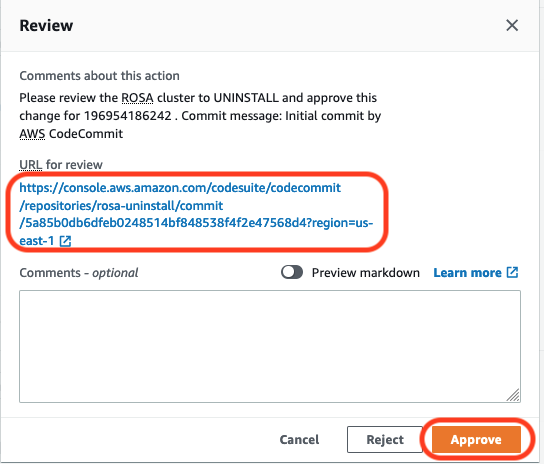 Review
Comments about this action
Please review the ROSA cluster to UNINSTALL and approve this
change for 196954186242 . Commit message: Initial commit by
AWS CodeCommit
URL for review
https://console.aws.amazon.com/codesuite/codecommit
/repositories/rosa-uninstall/commit
/5a85b0db6dfeb0248514bf848538f4f2e47568d4?region=us-
east-1
Comments - optional
Preview markdown
Learn more
Cancel
Reject
Approve